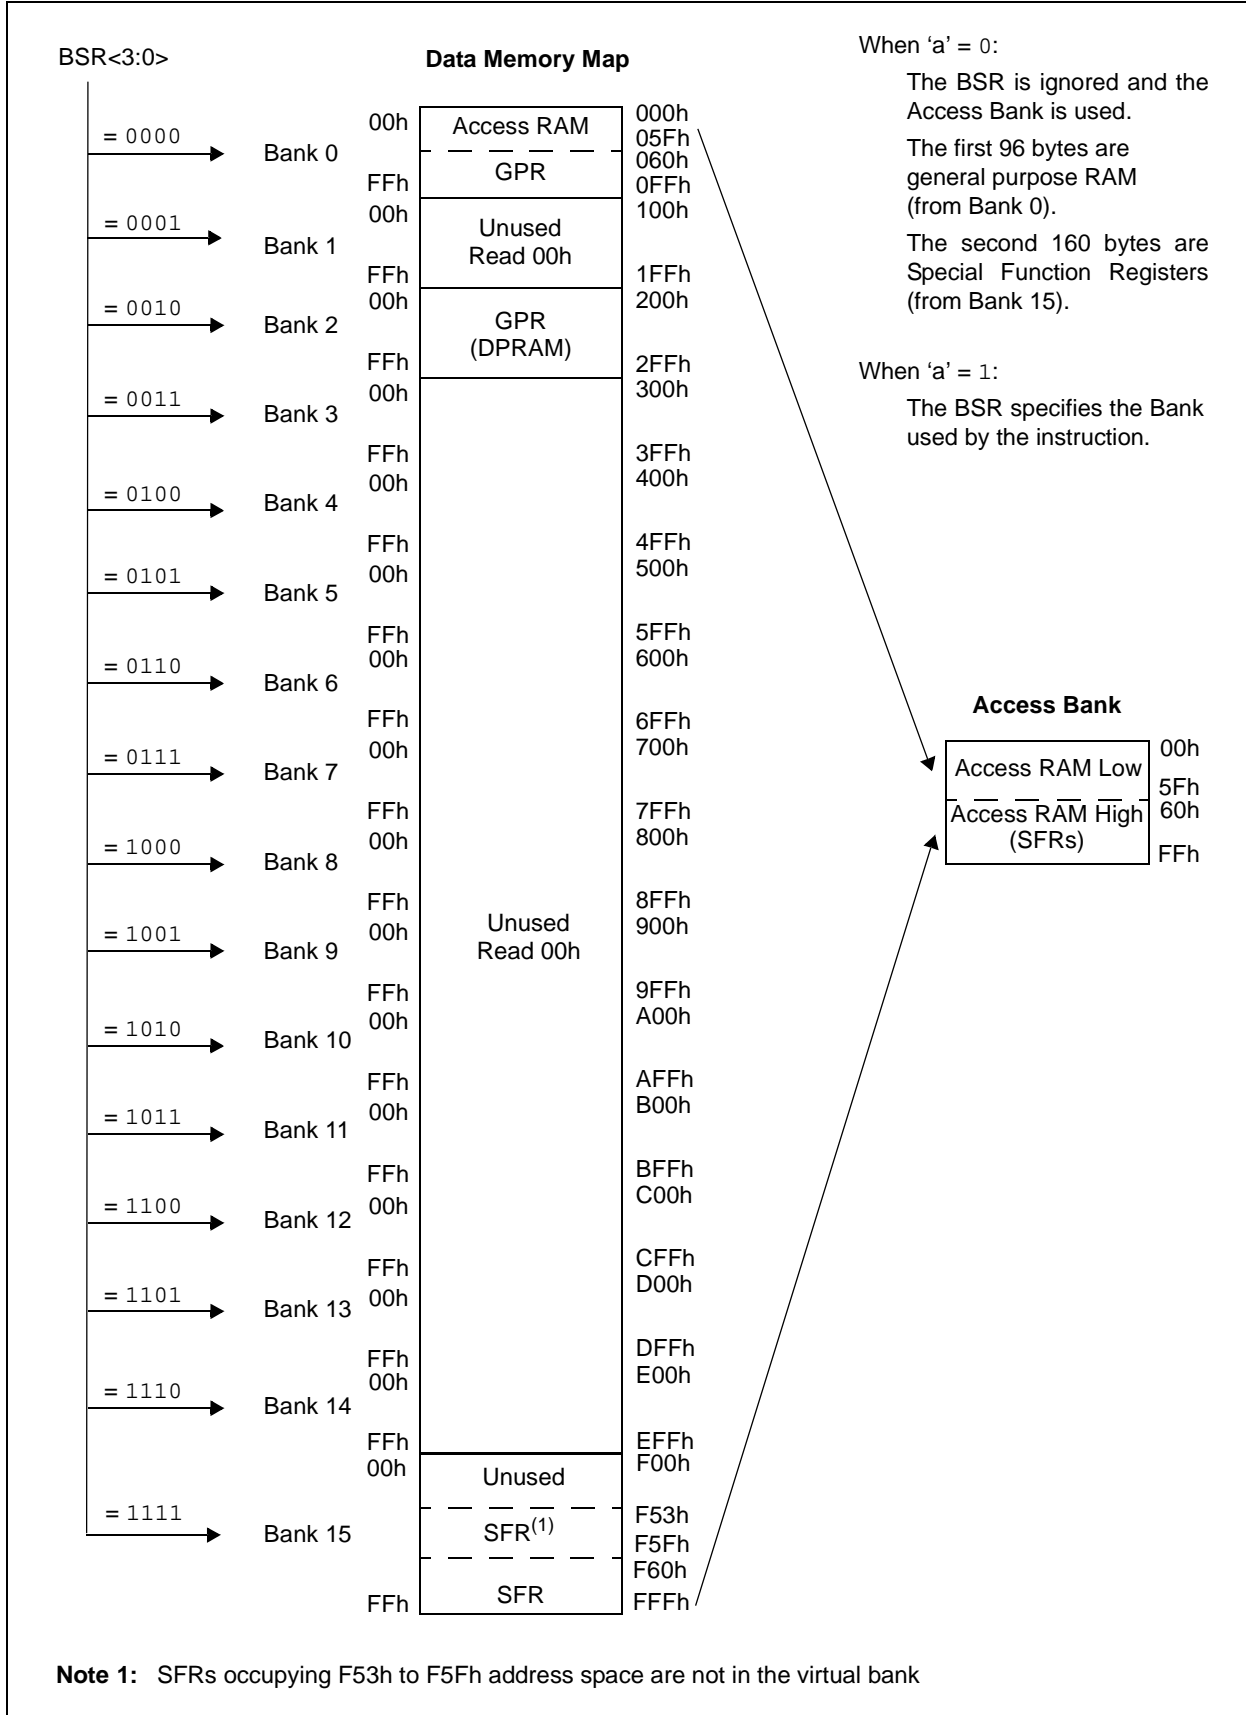 BSR<3:0>
Data Memory Map
When ‘a’ = 0:
The BSR is ignored and the
Access Bank is used.
The first 96 bytes are
general purpose RAM
(from Bank 0).
The second 160 bytes are
Special Function Registers
(from Bank 15).
When ‘a’ = 1:
The BSR specifies the Bank
used by the instruction.
= 0000
Bank 0
00h
Access RAM
000h
05Fh
060h
GPR
FFh
0FFh
= 0001
Bank 1
00h
100h
Unused
Read 00h
FFh
1FFh
= 0010
Bank 2
00h
200h
GPR
(DPRAM)
FFh
2FFh
= 0011
Bank 3
00h
300h
FFh
3FFh
= 0100
Bank 4
00h
400h
FFh
4FFh
= 0101
Bank 5
00h
500h
FFh
5FFh
= 0110
Bank 6
00h
600h
FFh
6FFh
= 0111
Bank 7
00h
700h
FFh
7FFh
= 1000
Bank 8
00h
800h
FFh
8FFh
= 1001
Bank 9
00h
900h
Unused
Read 00h
FFh
9FFh
= 1010
Bank 10
00h
A00h
FFh
AFFh
= 1011
Bank 11
00h
B00h
FFh
BFFh
= 1100
Bank 12
00h
C00h
FFh
CFFh
= 1101
Bank 13
00h
D00h
FFh
DFFh
= 1110
Bank 14
00h
E00h
FFh
EFFh
= 1111
Bank 15
00h
F00h
Unused
F53h
SFR(1)
F5Fh
F60h
SFR
FFh
FFFh
Access Bank
Access RAM Low
00h
5Fh
Access RAM High
(SFRs)
60h
FFh
Note 1: SFRs occupying F53h to F5Fh address space are not in the virtual bank